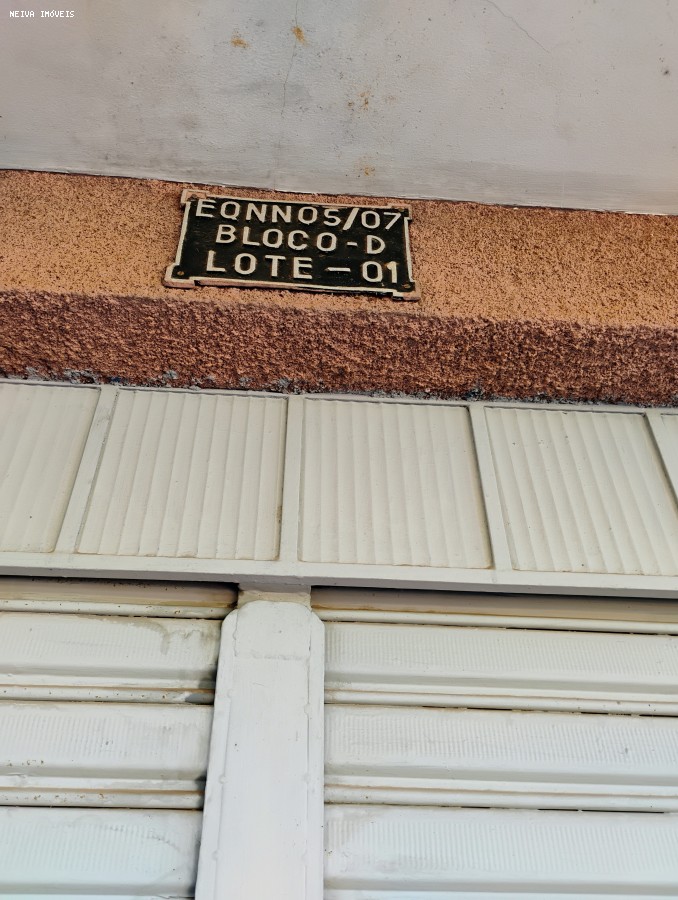 NEIVA IMÓVEIS
EQNN05/07
BLOCO-D
LOTE-01